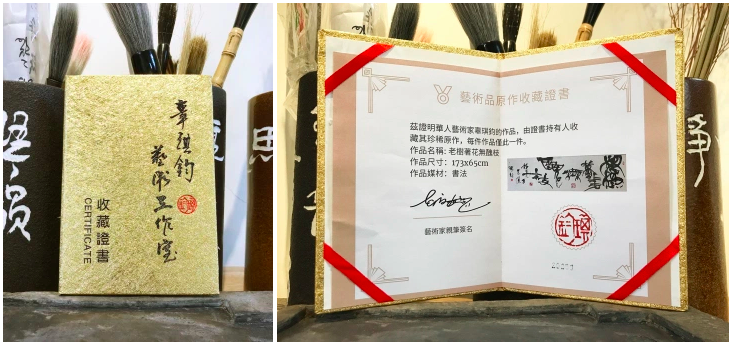 韋琪鈞
藝術工作室
收藏證書
CERTIFICATE
思
藝術品原作收藏證書
茲證明華人藝術家韋琪鈞的作品，由證書持有人收
藏其珍稀原作，每件作品僅此一件。
作品名稱: 老樹著花無醜枝
作品尺寸: 173x65cm
作品媒材: 書法
藝術家親筆簽名
爭